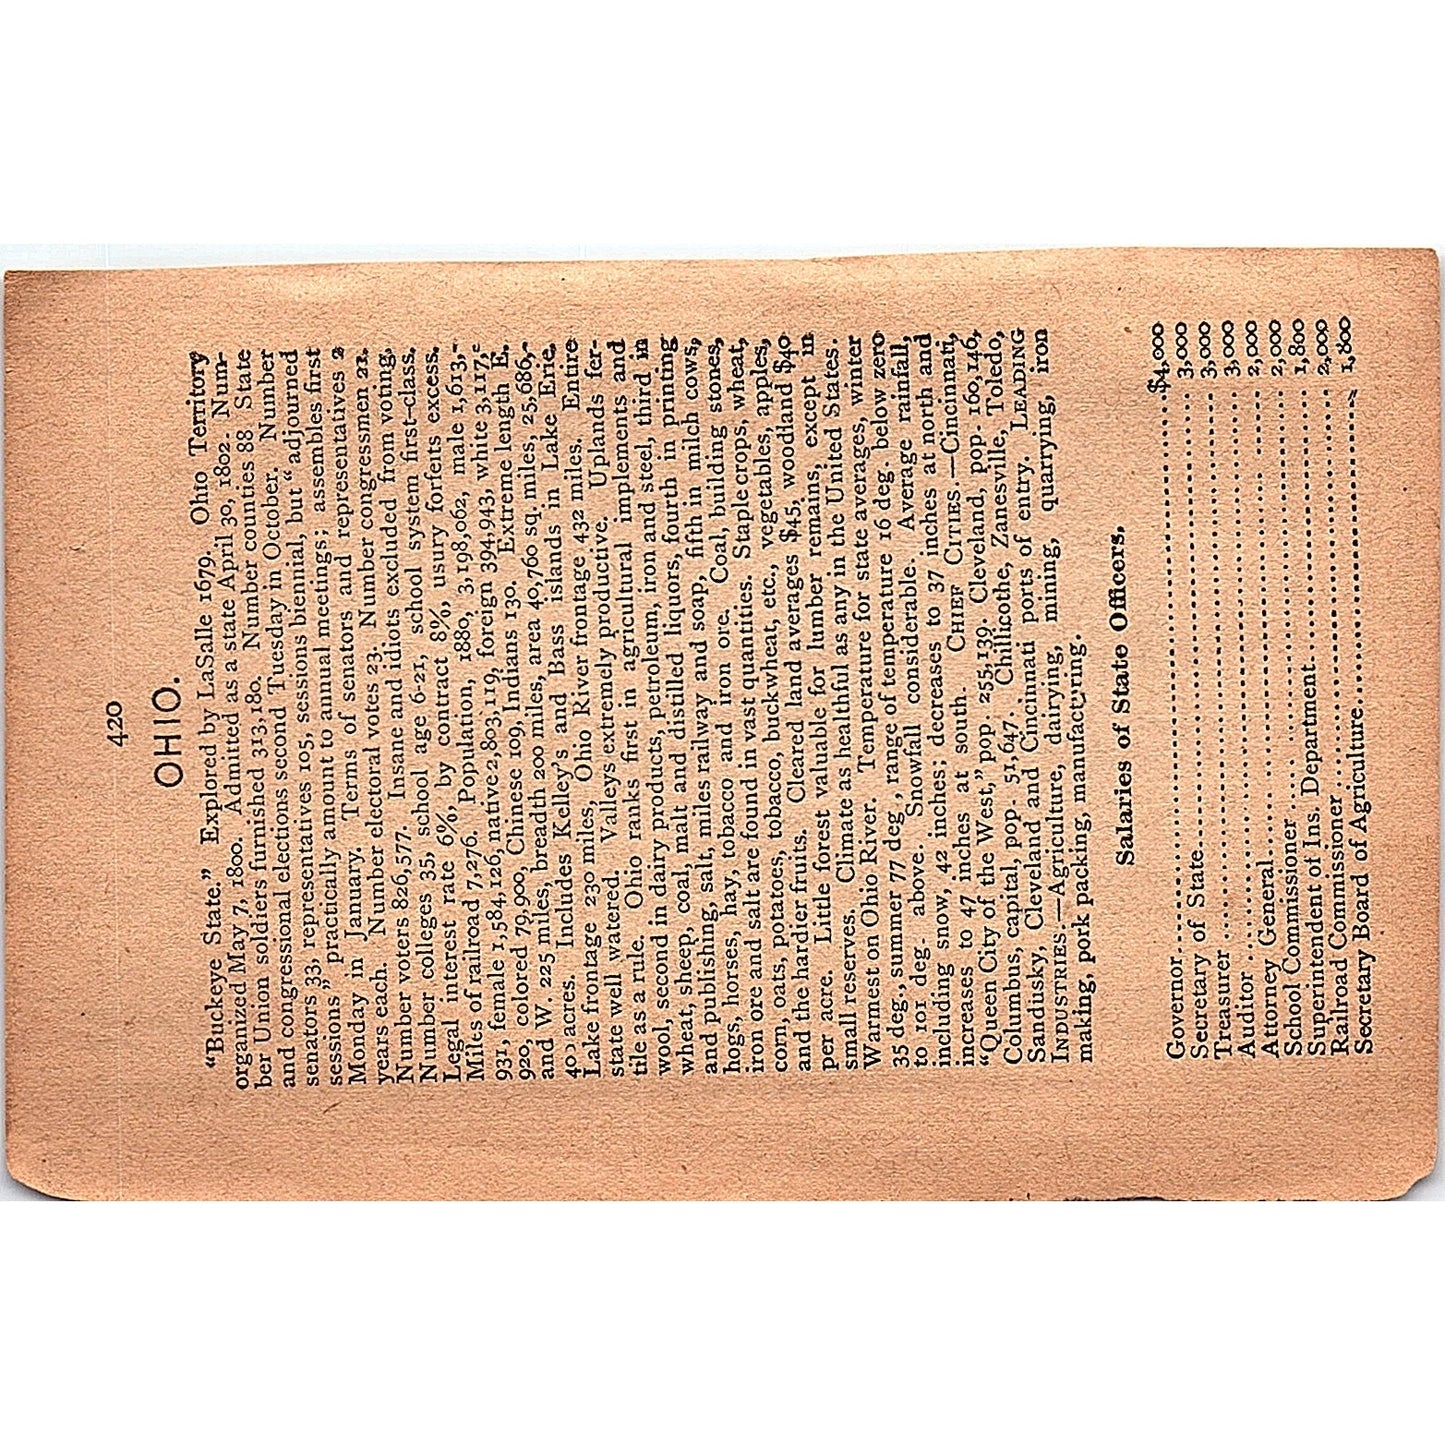 420
OHIO.
"Buckeye State." Explored by LaSalle 1679. Ohio Territory
organized May 7, 1800. Admitted as a state April 30, 1802. Num-
ber Union soldiers furnished 313,180. Number counties 88. State
and congressional elections second Tuesday in October. Number
senators 33, representatives 105, sessions biennial, but "adjourned
sessions" practically amount to annual meetings; assembles first
Monday in January. Terms of senators and representatives 2
years each. Number electoral votes 23. Number congressmen 21.
Number voters 826,577. Insane and idiots excluded from voting.
Number colleges 35, school age 6-21, school system first-class.
Legal interest rate 6%, by contract 8%, usury forfeits excess.
Miles of railroad 7,276. Population, 1880, 3,198,062, male 1,613,-
931, female 1,584,126, native 2,803,119, foreign 394,943, white 3,117,-
920, colored 79,900, Chinese 109, Indians 130. Extreme length E.
and W. 225 miles, breadth 200 miles, area 40,760 sq. miles, 25,686,-
400 acres. Includes Kelley's and Bass islands in Lake Erie.
Lake frontage 230 miles, Ohio River frontage 432 miles. Entire
state well watered. Valleys extremely productive. Uplands fer-
tile as a rule. Ohio ranks first in agricultural implements and
wool, second in dairy products, petroleum, iron and steel, third in
wheat, sheep, coal, malt and distilled liquors, fourth in printing
and publishing, salt, miles railway and soap, fifth in milch cows,
hogs, horses, hay, tobacco and iron ore. Coal, building stones,
iron ore and salt are found in vast quantities. Staple crops, wheat,
corn, oats, potatoes, tobacco, buckwheat, etc., vegetables, apples,
and the hardier fruits. Cleared land averages $45, woodland $40
per acre. Little forest valuable for lumber remains, except in
small reserves. Climate as healthful as any in the United States.
Warmest on Ohio River. Temperature for state averages, winter
35 deg., summer 77 deg, range of temperature 16 deg. below zero
to 101 deg. above. Snowfall considerable. Average rainfall,
including snow, 42 inches; decreases to 37 inches at north and
increases to 47 inches at south. CHIEF CITIES.—Cincinnati,
"Queen City of the West," pop. 255,139. Cleveland, pop. 160,146,
Columbus, capital, pop. 51,647. Chillicothe, Zanesville, Toledo,
Sandusky, Cleveland and Cincinnati ports of entry. LEADING
INDUSTRIES.—Agriculture, dairying, mining, quarrying, iron
making, pork packing, manufacturing.
Salaries of State Officers.
Governor.....$4,000
Secretary of State.....3,000
Treasurer.....3,000
Auditor.....3,000
Attorney General.....2,000
School Commissioner.....2,000
Superintendent of Ins. Department.....1,800
Railroad Commissioner.....2,000
Secretary Board of Agriculture.....1,800